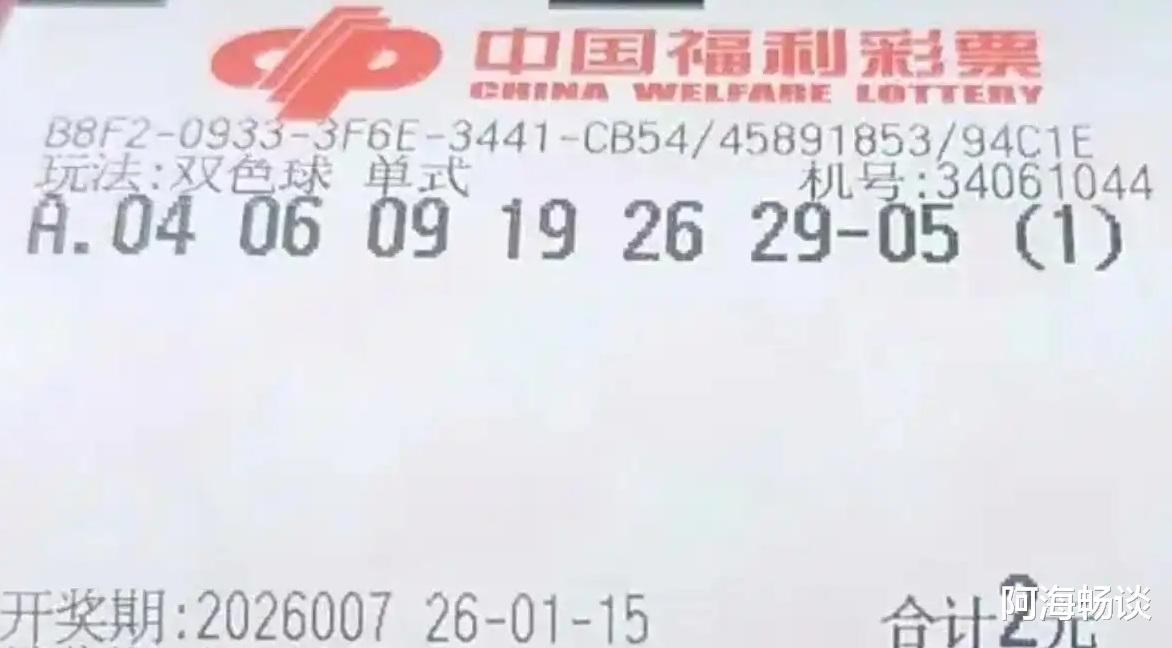 中国福利彩票
CHINA WELFARE LOTTERY
B8F2-0933-3F6E-3441-CB54/45891853/94C1E
玩法:双色球 单式 机号:34061044
A.04 06 09 19 26 29-05 (1)
开奖期:2026007 26-01-15 合计2元
阿海畅谈